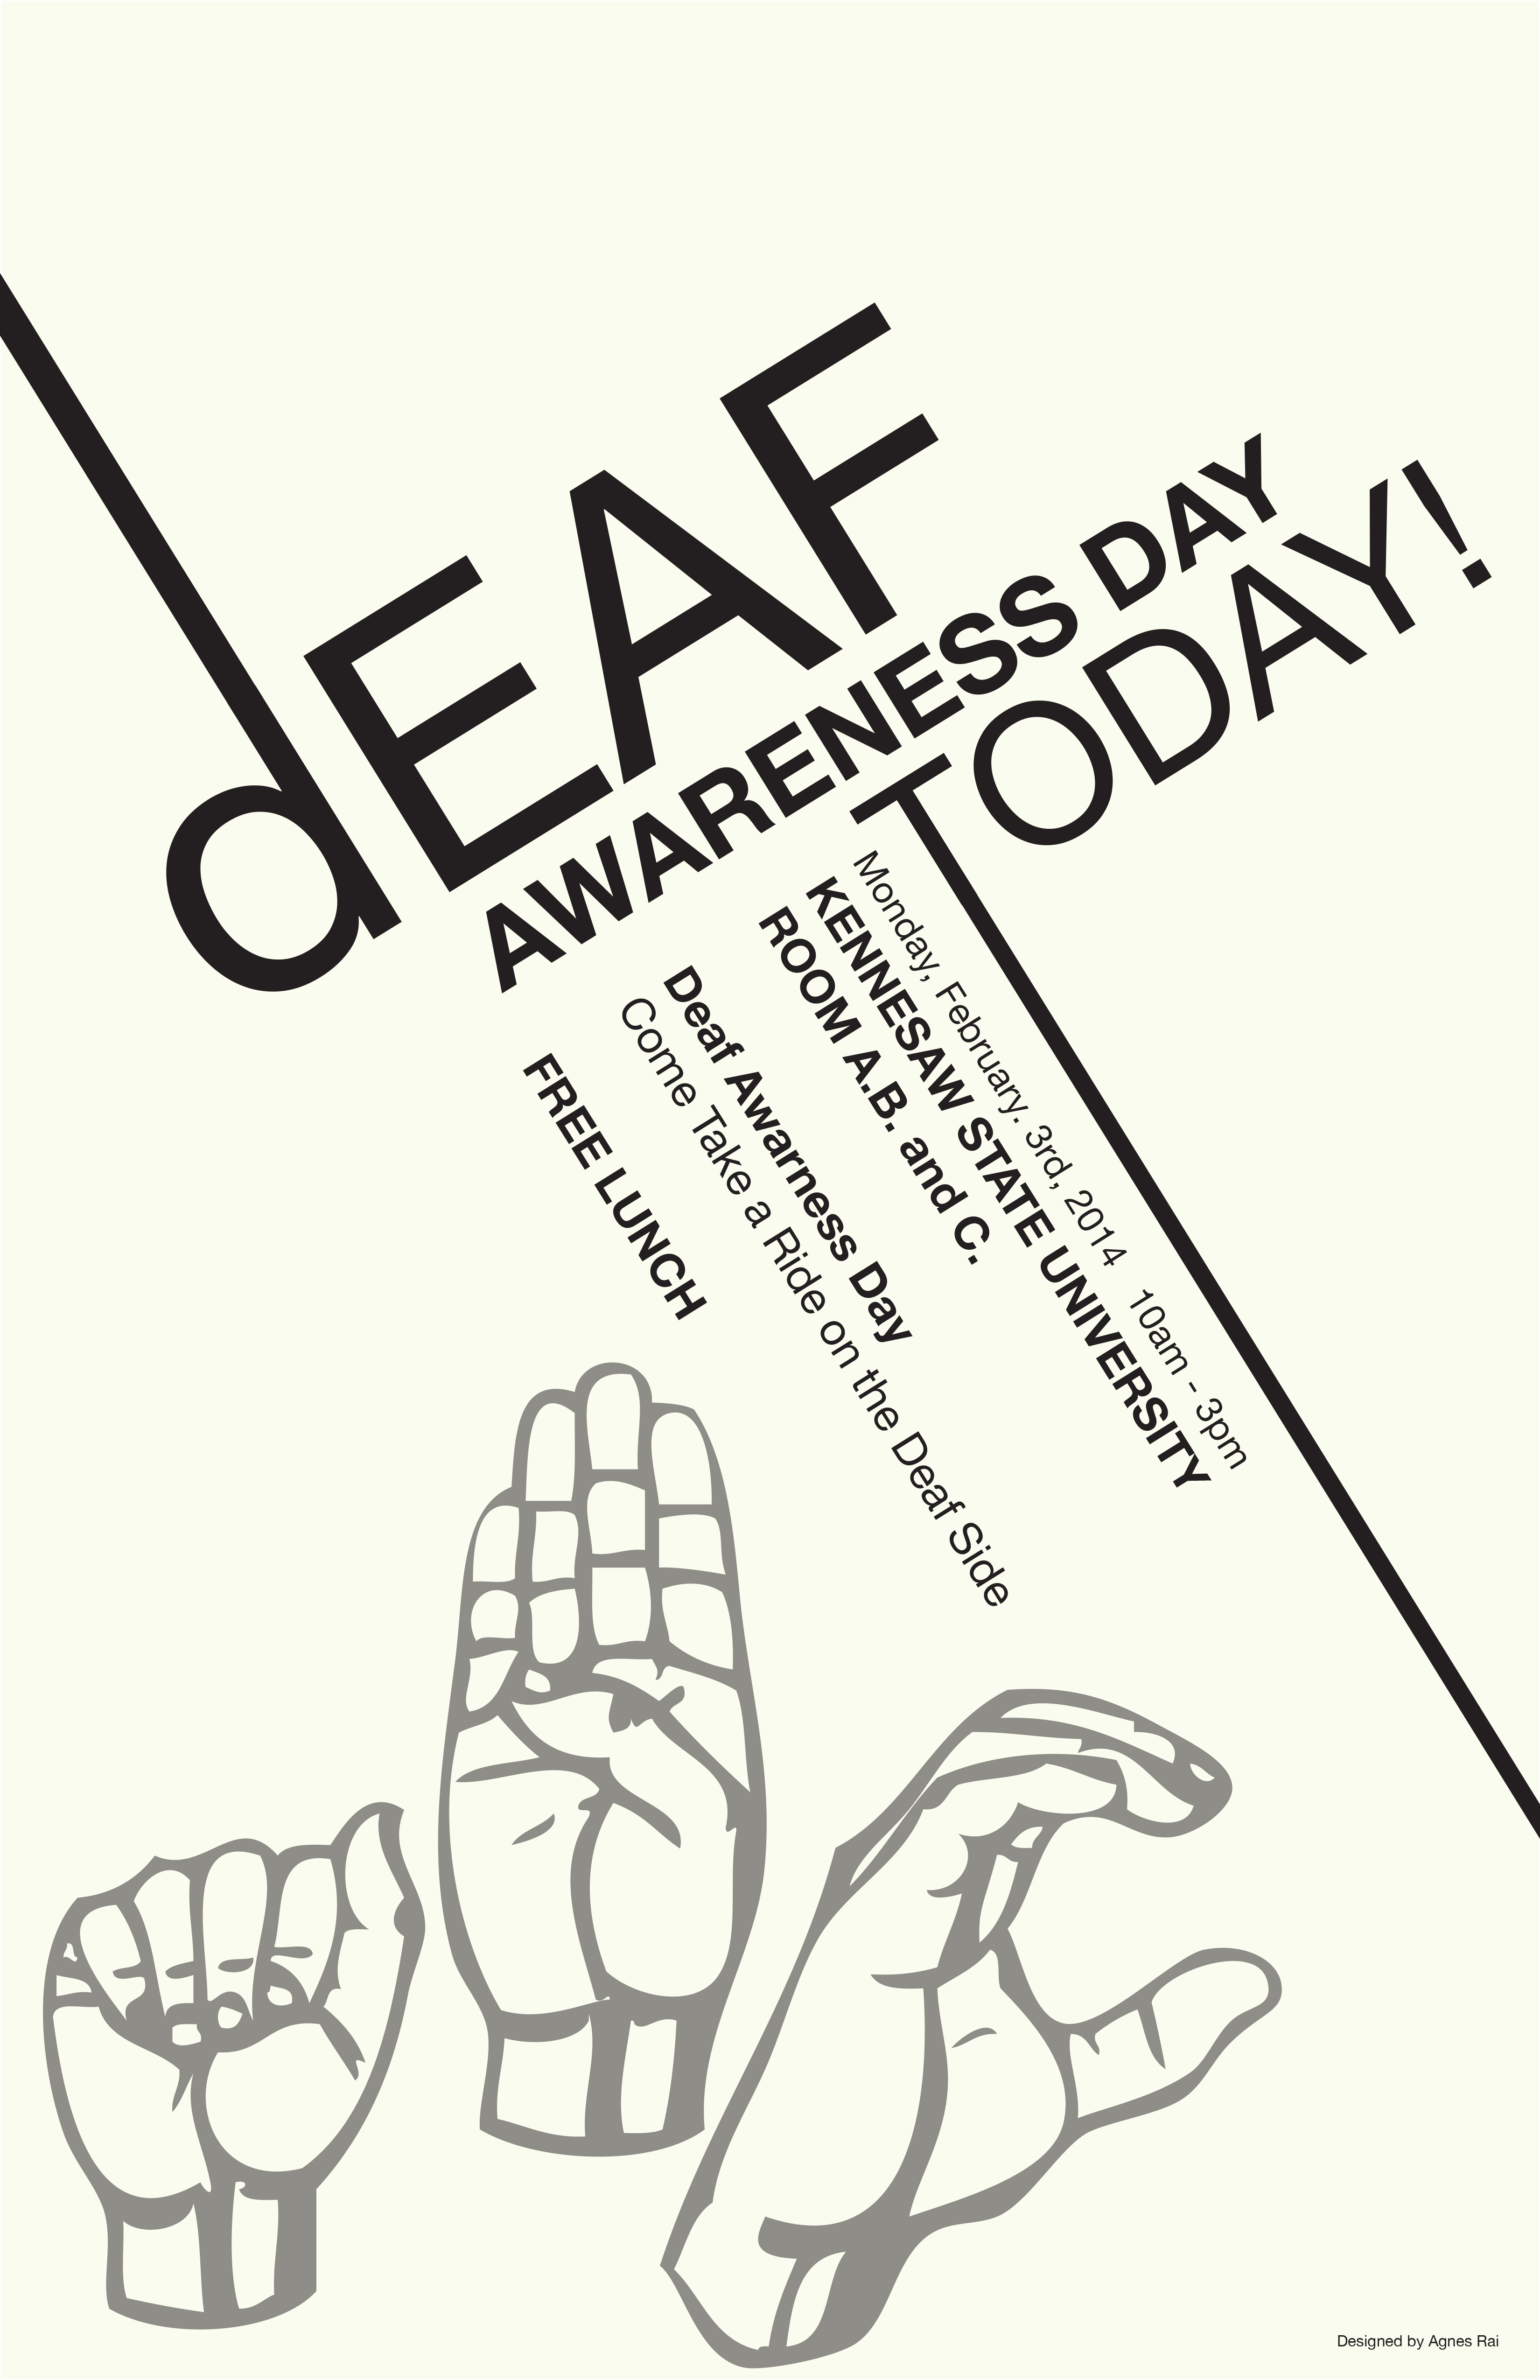 dEAF
AWARENESS DAY
TODAY!
Monday, February. 3rd, 2014 10am - 3pm
KENNESAW STATE UNIVERSITY
ROOM A.B. and C.
Deaf Awarness Day
Come Take a Ride on the Deaf Side
FREE LUNCH
Designed by Agnes Rai